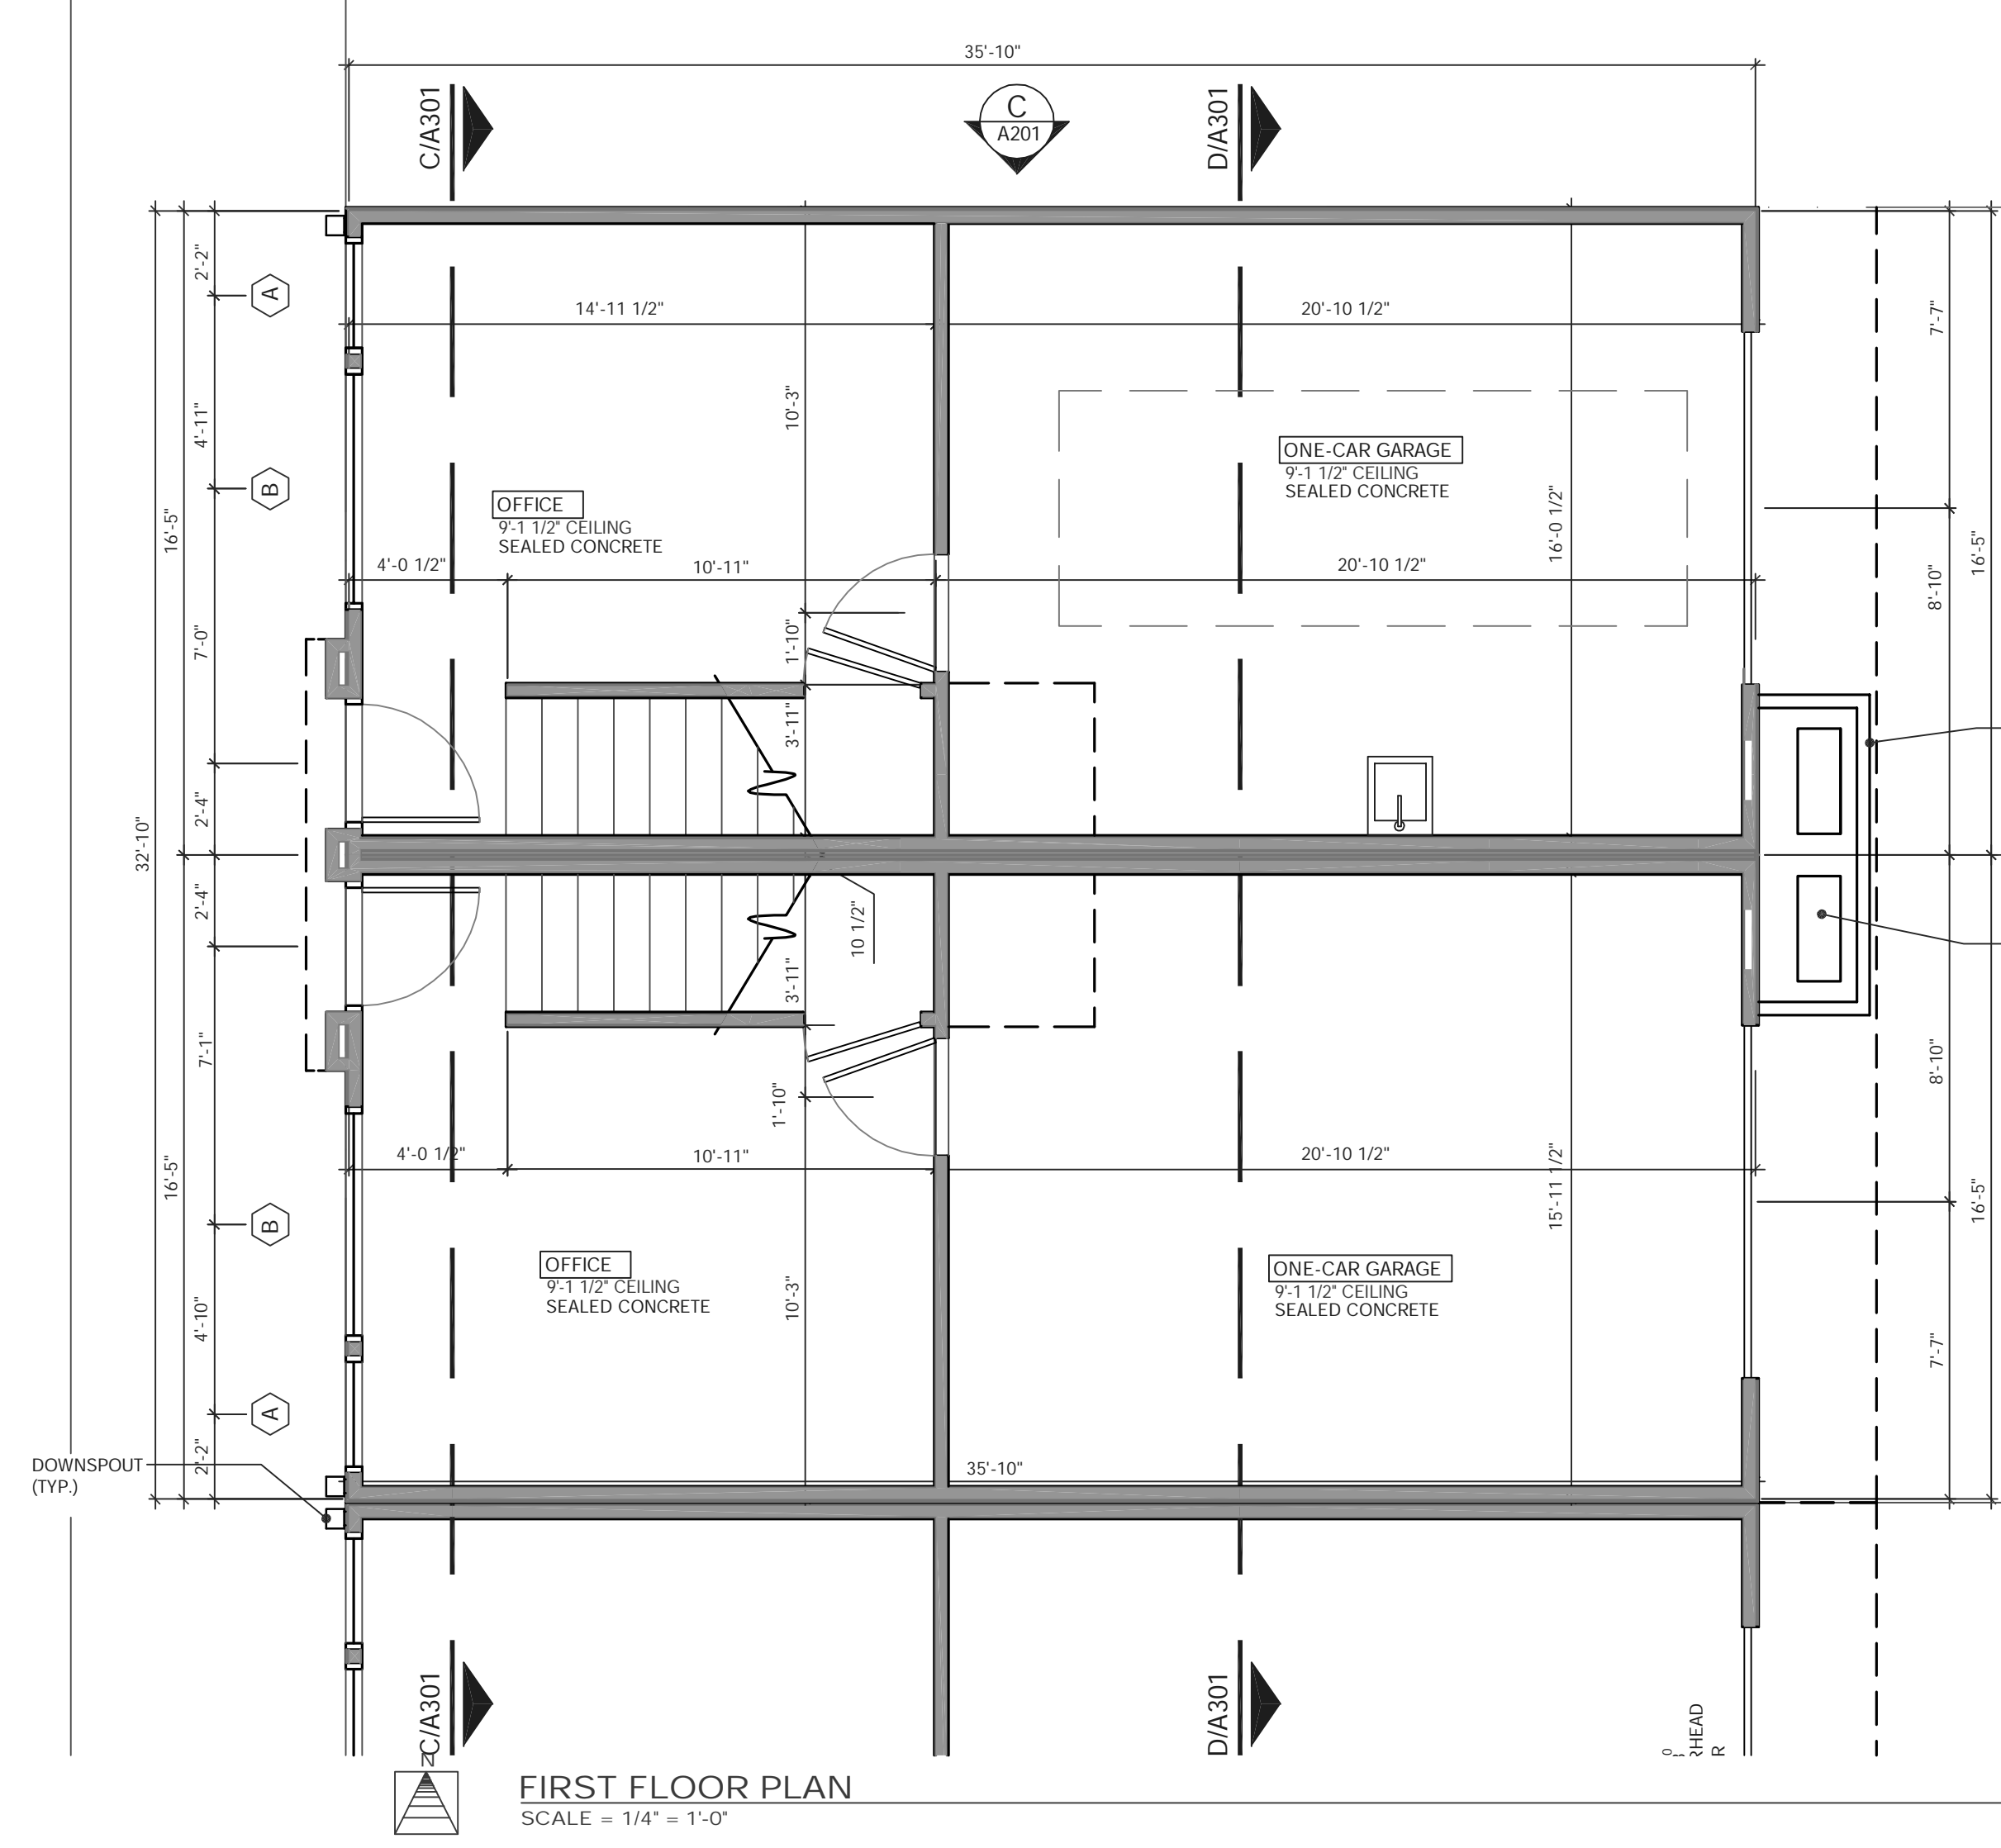 35'-10"
C/A301
C
A201
D/A301
2'-2"
A
14'-11 1/2"
20'-10 1/2"
7'-7"
4'-11"
10'-3"
B
ONE-CAR GARAGE
9'-1 1/2" CEILING
SEALED CONCRETE
OFFICE
9'-1 1/2" CEILING
SEALED CONCRETE
16'-5"
16'-0 1/2"
16'-5"
4'-0 1/2"
10'-11"
20'-10 1/2"
8'-10"
7'-0"
1'-10"
3'-11"
2'-4"
32'-10"
2'-4"
10 1/2"
3'-11"
7'-1"
8'-10"
1'-10"
4'-0 1/2"
10'-11"
20'-10 1/2"
16'-5"
15'-11 1/2"
16'-5"
B
OFFICE
9'-1 1/2" CEILING
SEALED CONCRETE
ONE-CAR GARAGE
9'-1 1/2" CEILING
SEALED CONCRETE
10'-3"
4'-10"
7'-7"
A
2'-2"
DOWNSPOUT
(TYP.)
35'-10"
C/A301
D/A301
RHEAD
R
N
FIRST FLOOR PLAN
SCALE = 1/4" = 1'-0"